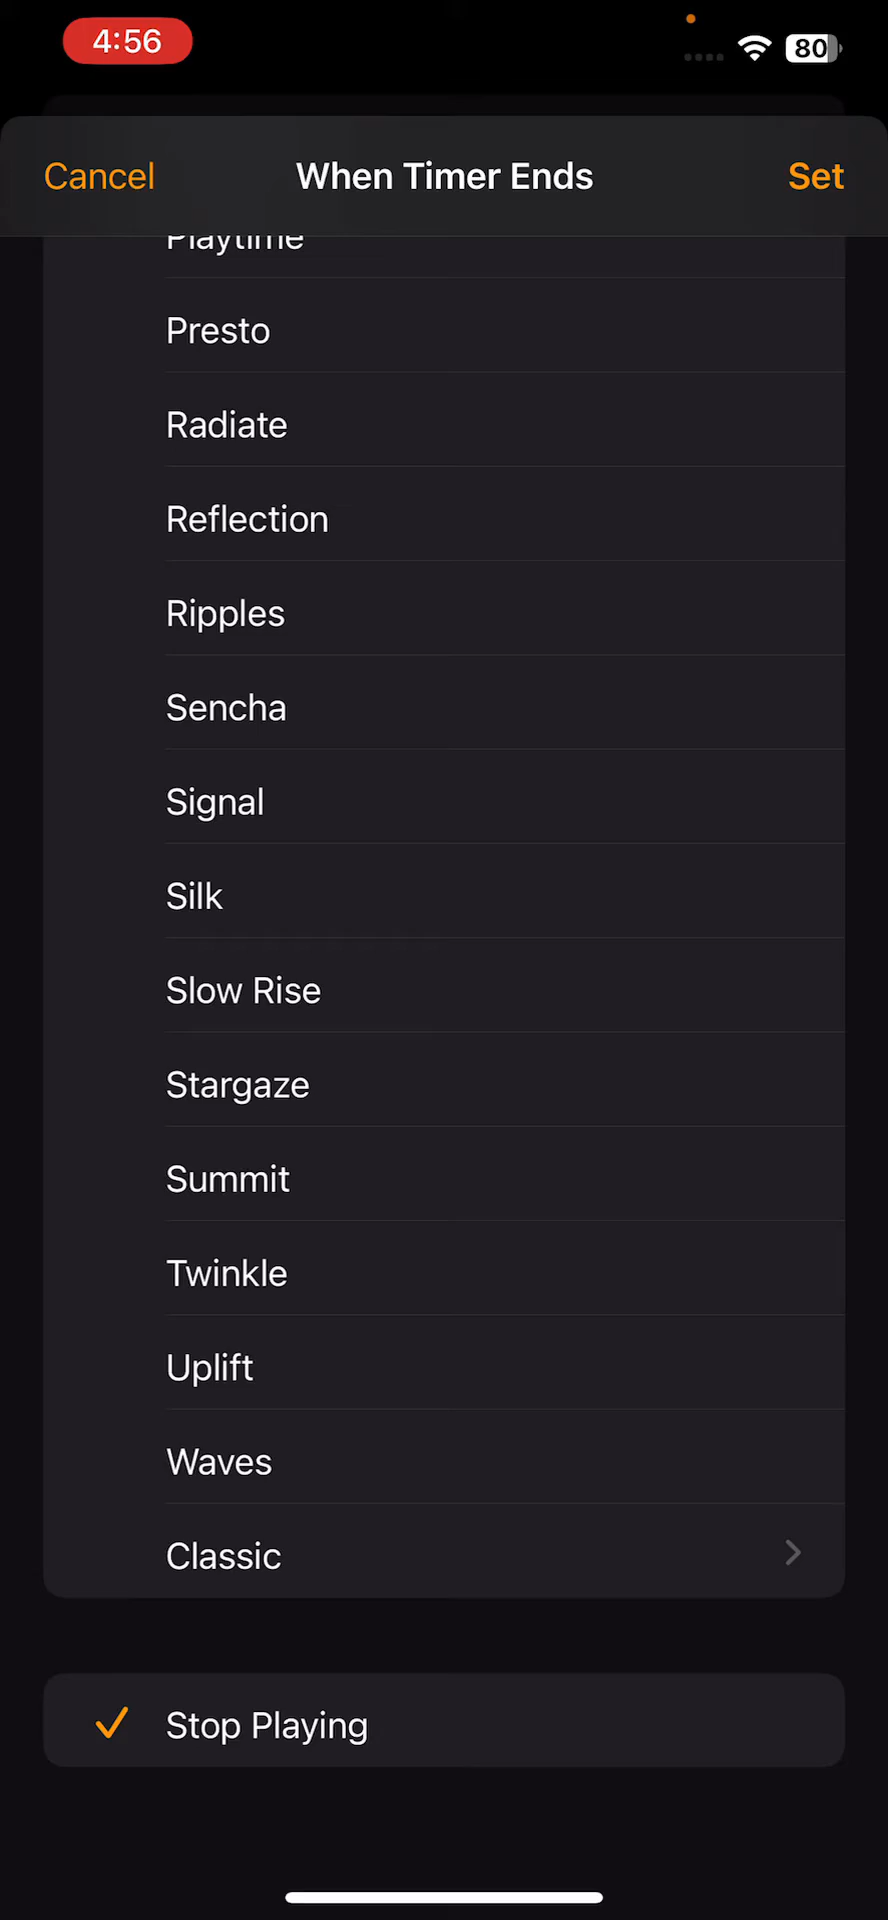 4:56
80
Cancel
When Timer Ends
Set
Playtime
Presto
Radiate
Reflection
Ripples
Sencha
Signal
Silk
Slow Rise
Stargaze
Summit
Twinkle
Uplift
Waves
Classic
Stop Playing